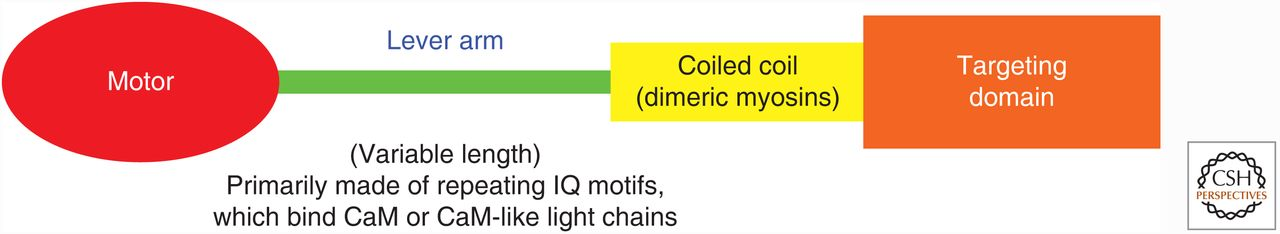 Motor
Lever arm
Coiled coil
(dimeric myosins)
Targeting
domain
(Variable length)
Primarily made of repeating IQ motifs,
which bind CaM or CaM-like light chains
CSH
PERSPECTIVES